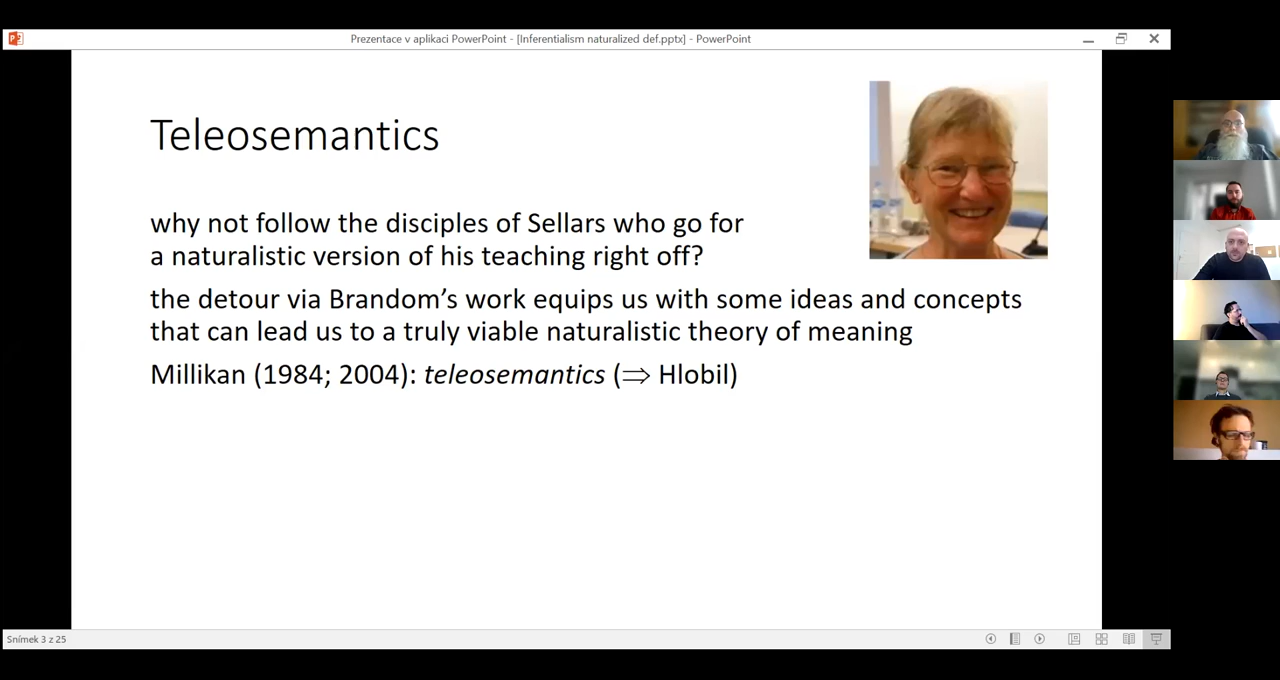 Prezentace v aplikaci PowerPoint - [Inferentialism naturalized def.pptx] - PowerPoint
Teleosemantics
why not follow the disciples of Sellars who go for
a naturalistic version of his teaching right off?
the detour via Brandom’s work equips us with some ideas and concepts
that can lead us to a truly viable naturalistic theory of meaning
Millikan (1984; 2004): teleosemantics (⇒ Hlobil)
Snímek 3 z 25